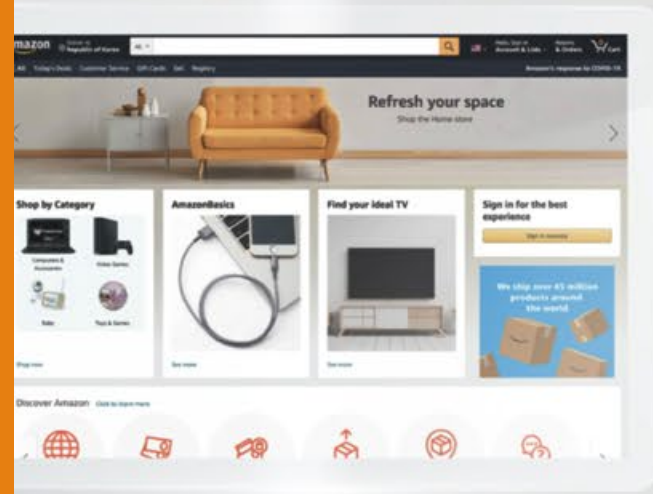 mazon
Deliver to
Republic of Korea
All
Hello, Sign in
Account & Lists
Returns
& Orders
Cart
All Today's Deals Customer Service Gift Cards Sell Registry
Amazon's response to COVID-19
Refresh your space
Shop the Home store
Shop by Category
AmazonBasics
Find your ideal TV
Sign in for the best
experience
Sign in securely
Computers &
Accessories
Video Games
Baby
Toys & Games
We ship over 45 million
products around
the world
Shop now
See more
See more
Discover Amazon Click to learn more